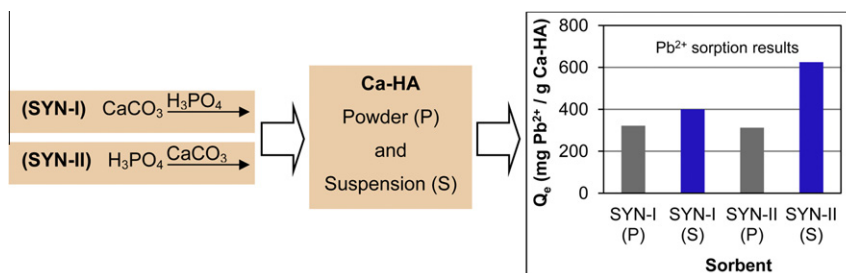 (SYN-I) CaCO₃ H₃PO₄
(SYN-II) H₃PO₄ CaCO₃
Ca-HA
Powder (P)
and
Suspension (S)
Qₑ (mg Pb²⁺ / g Ca-HA)
800
600
400
200
0
Pb²⁺ sorption results
SYN-I SYN-I SYN-II SYN-II
(P) (S) (P) (S)
Sorbent